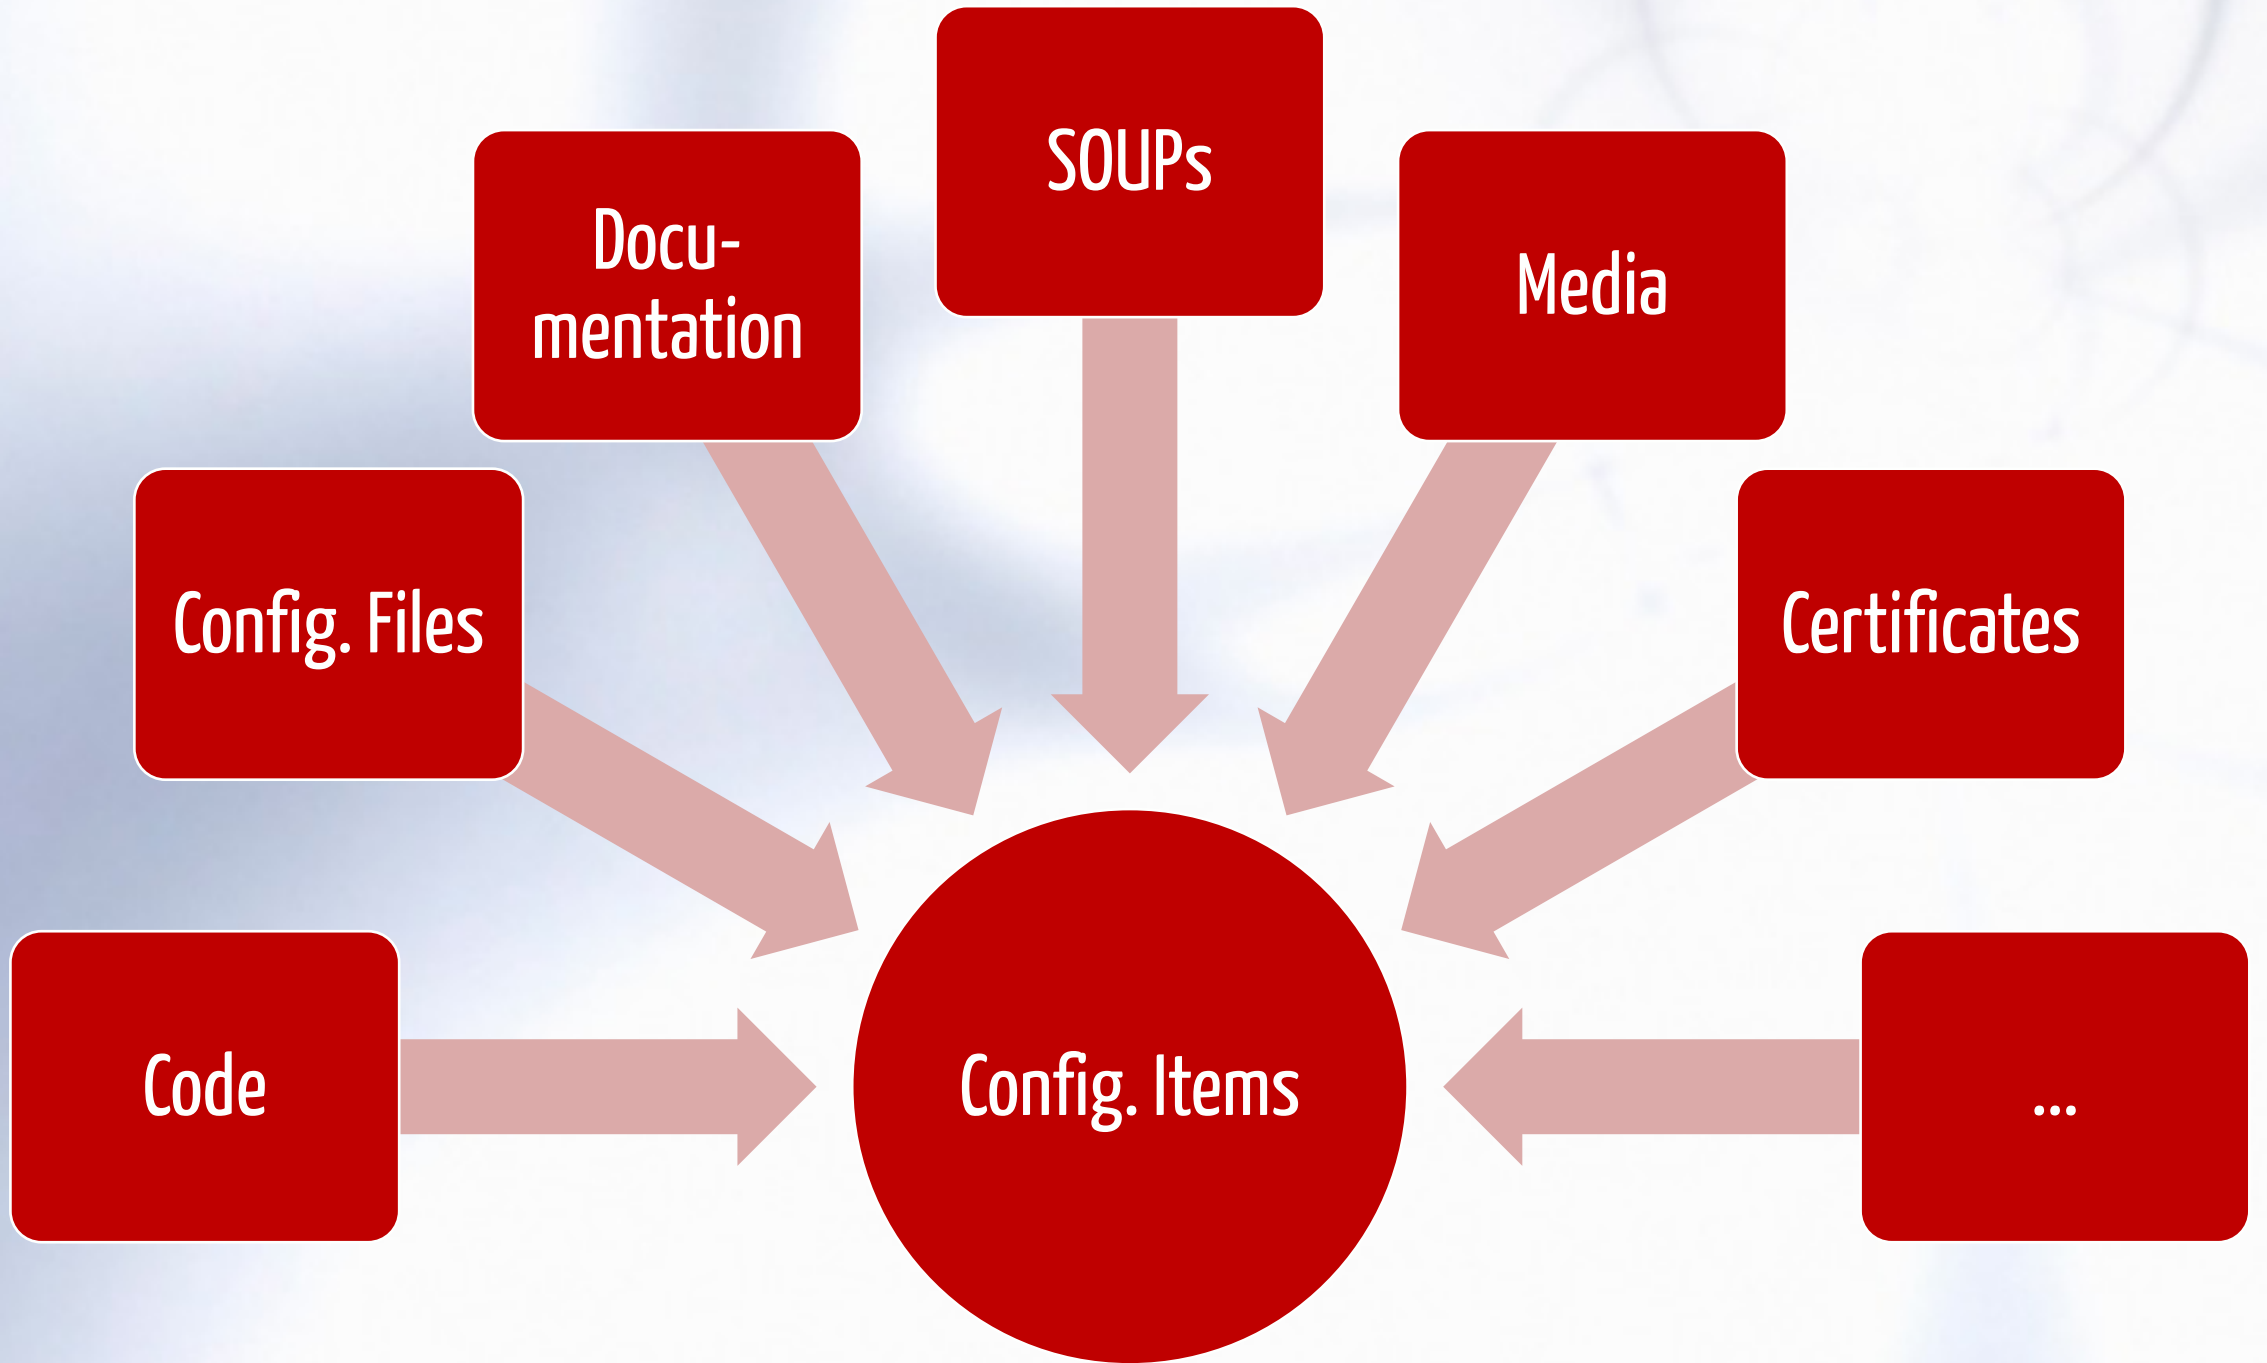 SOUPs
Docu-
mentation
Media
Config. Files
Certificates
Code
Config. Items
...